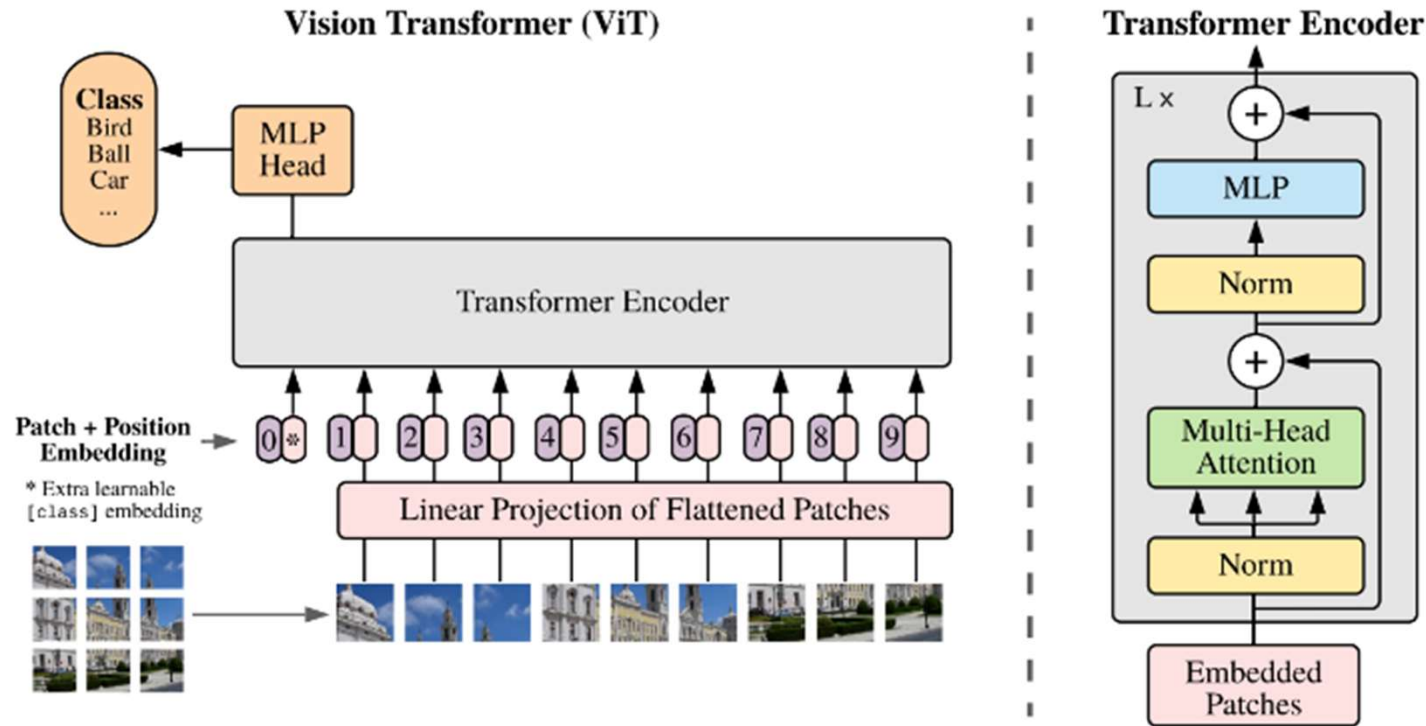 Vision Transformer (ViT)
Class
Bird
Ball
Car
...
MLP
Head
Transformer Encoder
Patch + Position
Embedding
* Extra learnable
[class] embedding
0 * 1 2 3 4 5 6 7 8 9
Linear Projection of Flattened Patches
Transformer Encoder
L ×
+
MLP
Norm
+
Multi-Head
Attention
Norm
Embedded
Patches